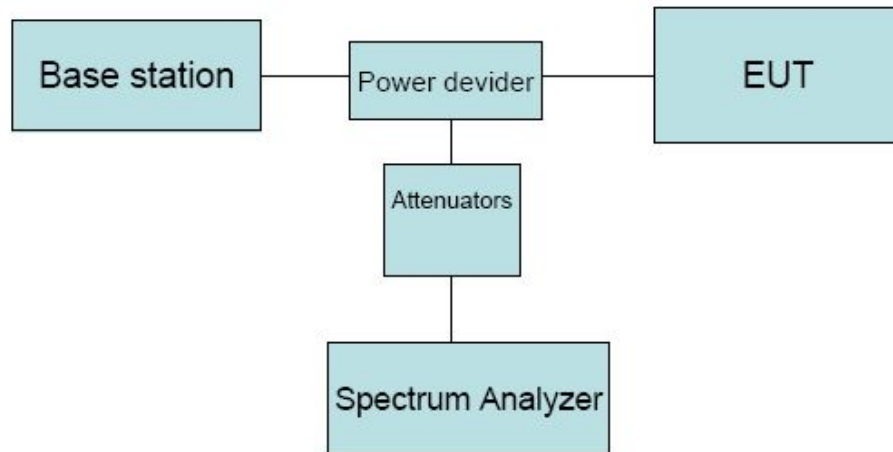 Base station
Power devider
EUT
Attenuators
Spectrum Analyzer